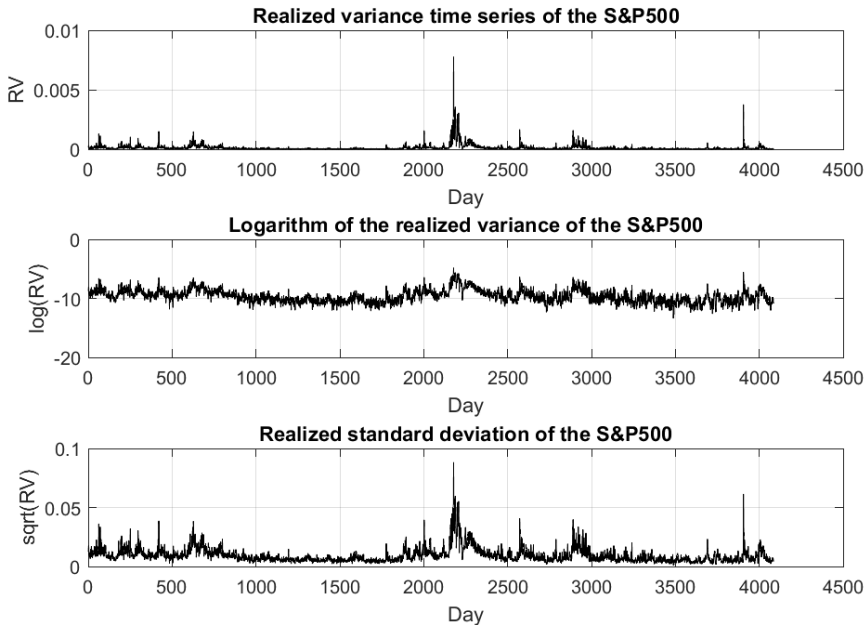 Realized variance time series of the S&P500
0.01
0.005
0
RV
0 500 1000 1500 2000 2500 3000 3500 4000 4500
Day
Logarithm of the realized variance of the S&P500
0
-10
-20
log(RV)
0 500 1000 1500 2000 2500 3000 3500 4000 4500
Day
Realized standard deviation of the S&P500
0.1
0.05
0
sqrt(RV)
0 500 1000 1500 2000 2500 3000 3500 4000 4500
Day